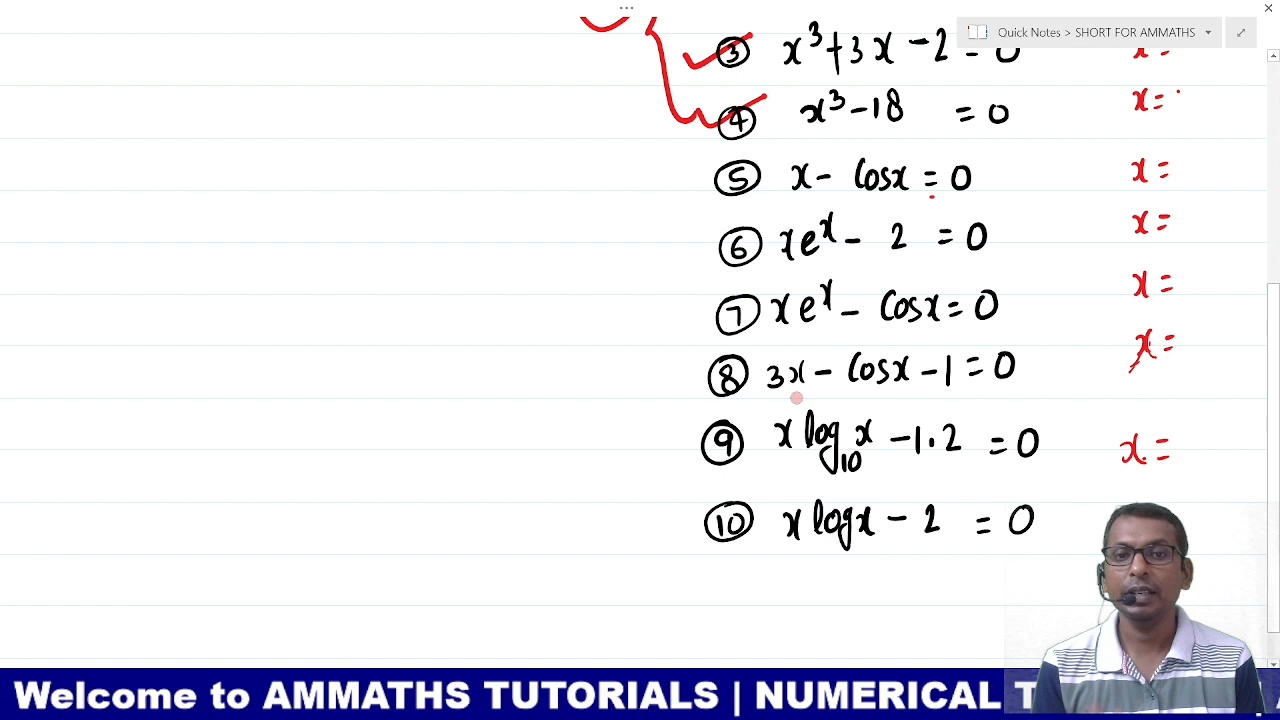 Quick Notes > SHORT FOR AMMATHS
③ x³ + 3x - 2 = 0 x =
④ x³ - 18 = 0 x =
⑤ x - Cosx = 0 x =
⑥ xeˣ - 2 = 0 x =
⑦ xeˣ - Cosx = 0 x =
⑧ 3x - Cosx - 1 = 0 x =
⑨ x log₁₀x - 1.2 = 0 x =
⑩ x logx - 2 = 0
Welcome to AMMATHS TUTORIALS | NUMERICAL